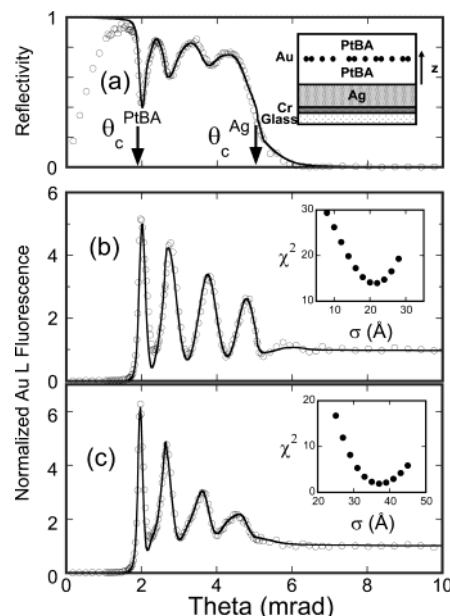 1
Reflectivity
0
(a)
θc PtBA
θc Ag
PtBA
Au
PtBA
Ag
Cr
Glass
z
Normalized Au L Fluorescence
6
4
2
0
(b)
30
χ2
20
10
10 20 30
σ (Å)
6
4
2
0
(c)
20
χ2
10
0
20 30 40 50
σ (Å)
0 2 4 6 8 10
Theta (mrad)